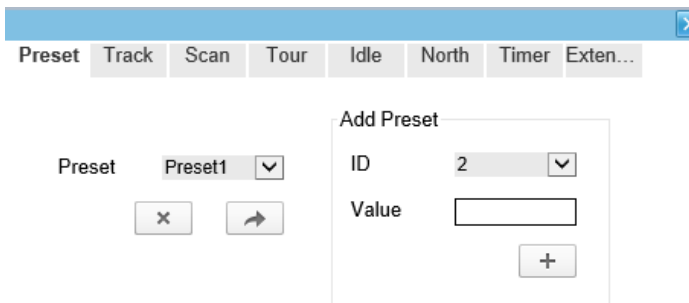 Preset Track Scan Tour Idle North Timer Exten...
Add Preset
Preset Preset1 ID 2
Value